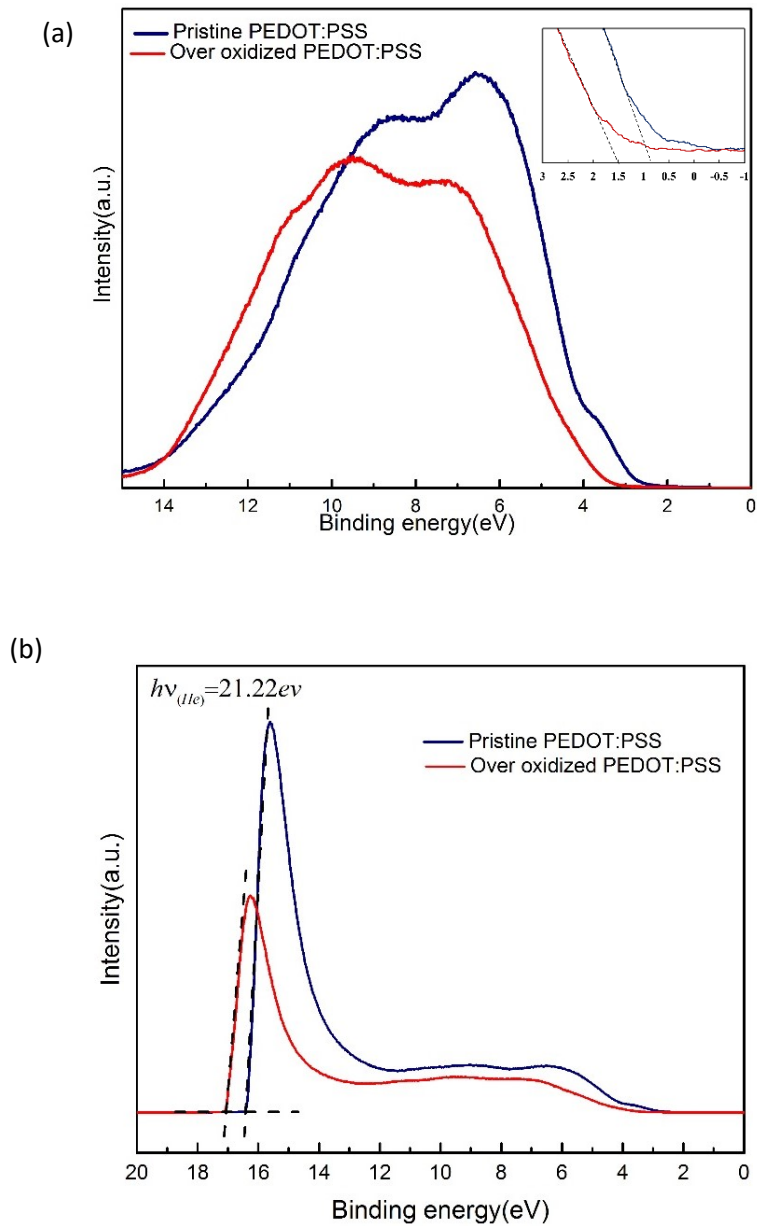 (a)
Pristine PEDOT:PSS
Over oxidized PEDOT:PSS
3 2.5 2 1.5 1 0.5 0 -0.5 -1
Intensity(a.u.)
14 12 10 8 6 4 2 0
Binding energy(eV)
(b)
hν(He)=21.22ev
Pristine PEDOT:PSS
Over oxidized PEDOT:PSS
Intensity(a.u.)
20 18 16 14 12 10 8 6 4 2 0
Binding energy(eV)